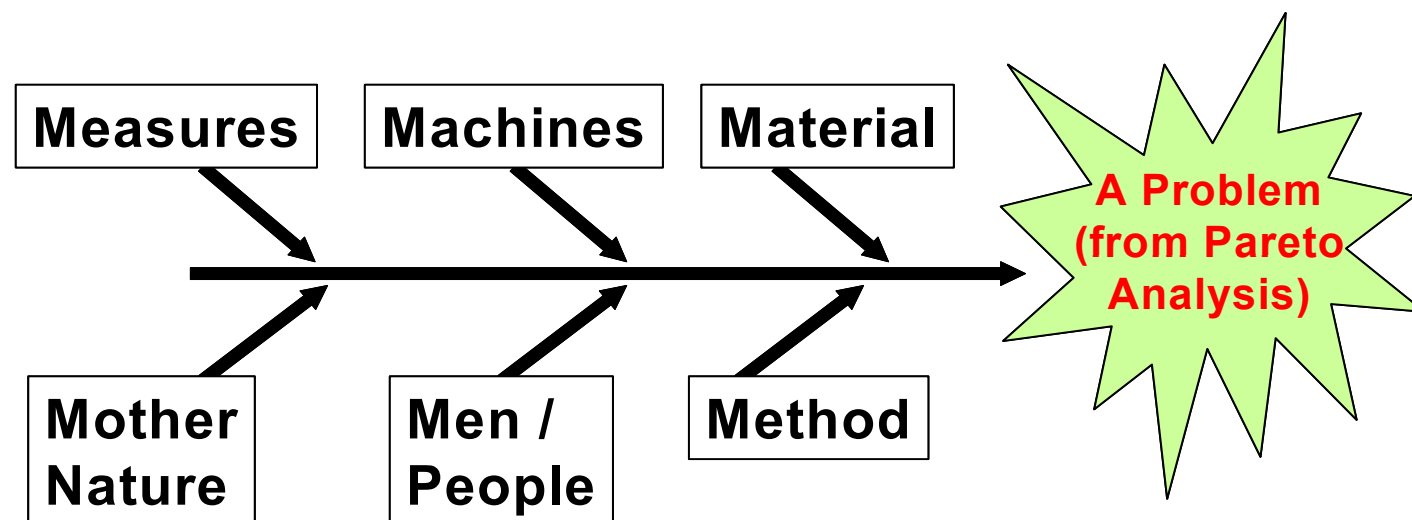 Measures
Machines
Material
A Problem
(from Pareto
Analysis)
Mother
Nature
Men /
People
Method